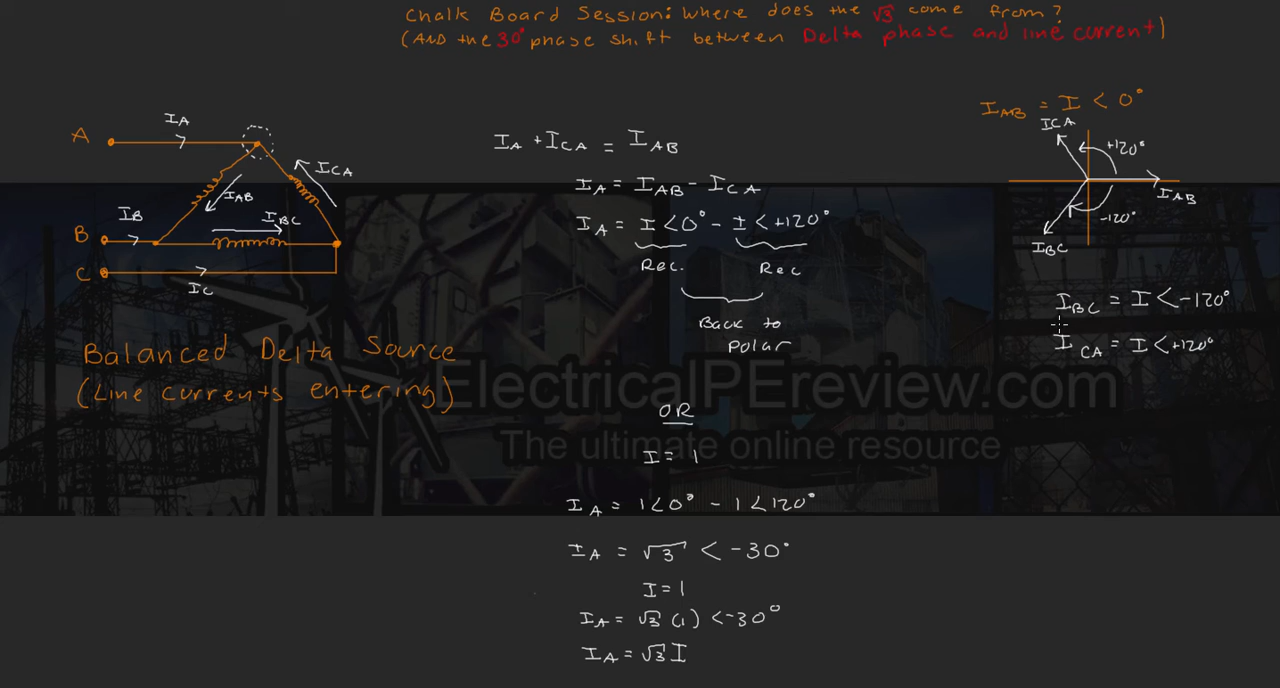 Chalk Board Session: Where does the √3 come from?
(AND the 30° phase shift between Delta phase and line current)
A
IA
ICA
IAB
B
IB
IBC
C
IC
Balanced Delta Source
(Line currents entering)
IA + ICA = IAB
IA = IAB - ICA
IA = I<0° - I<+120°
Rec.
Rec
Back to
polar
OR
I = 1
IA = 1<0° - 1<120°
IA = √3 < -30°
I = 1
IA = √3 (1) <-30°
IA = √3 I
IAB = I < 0°
ICA
+120°
IAB
-120°
IBC
IBC = I <-120°
ICA = I <+120°
ElectricalPEreview.com
The ultimate online resource